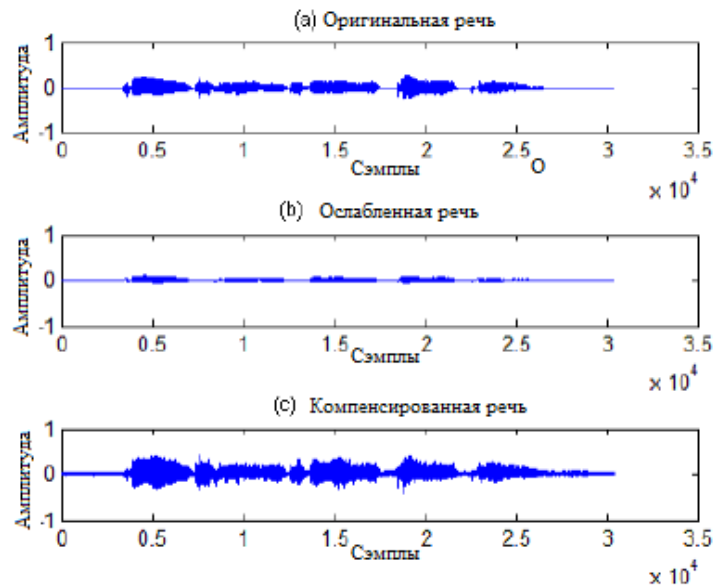 (a) Оригинальная речь
Амплитуда
1
0
-1
0 0.5 1 1.5 2 2.5 3 3.5
Сэмплы O
x 10^4
(b) Ослабленная речь
Амплитуда
1
0
-1
0 0.5 1 1.5 2 2.5 3 3.5
Сэмплы
x 10^4
(c) Компенсированная речь
Амплитуда
1
0
-1
0 0.5 1 1.5 2 2.5 3 3.5
Сэмплы
x 10^4